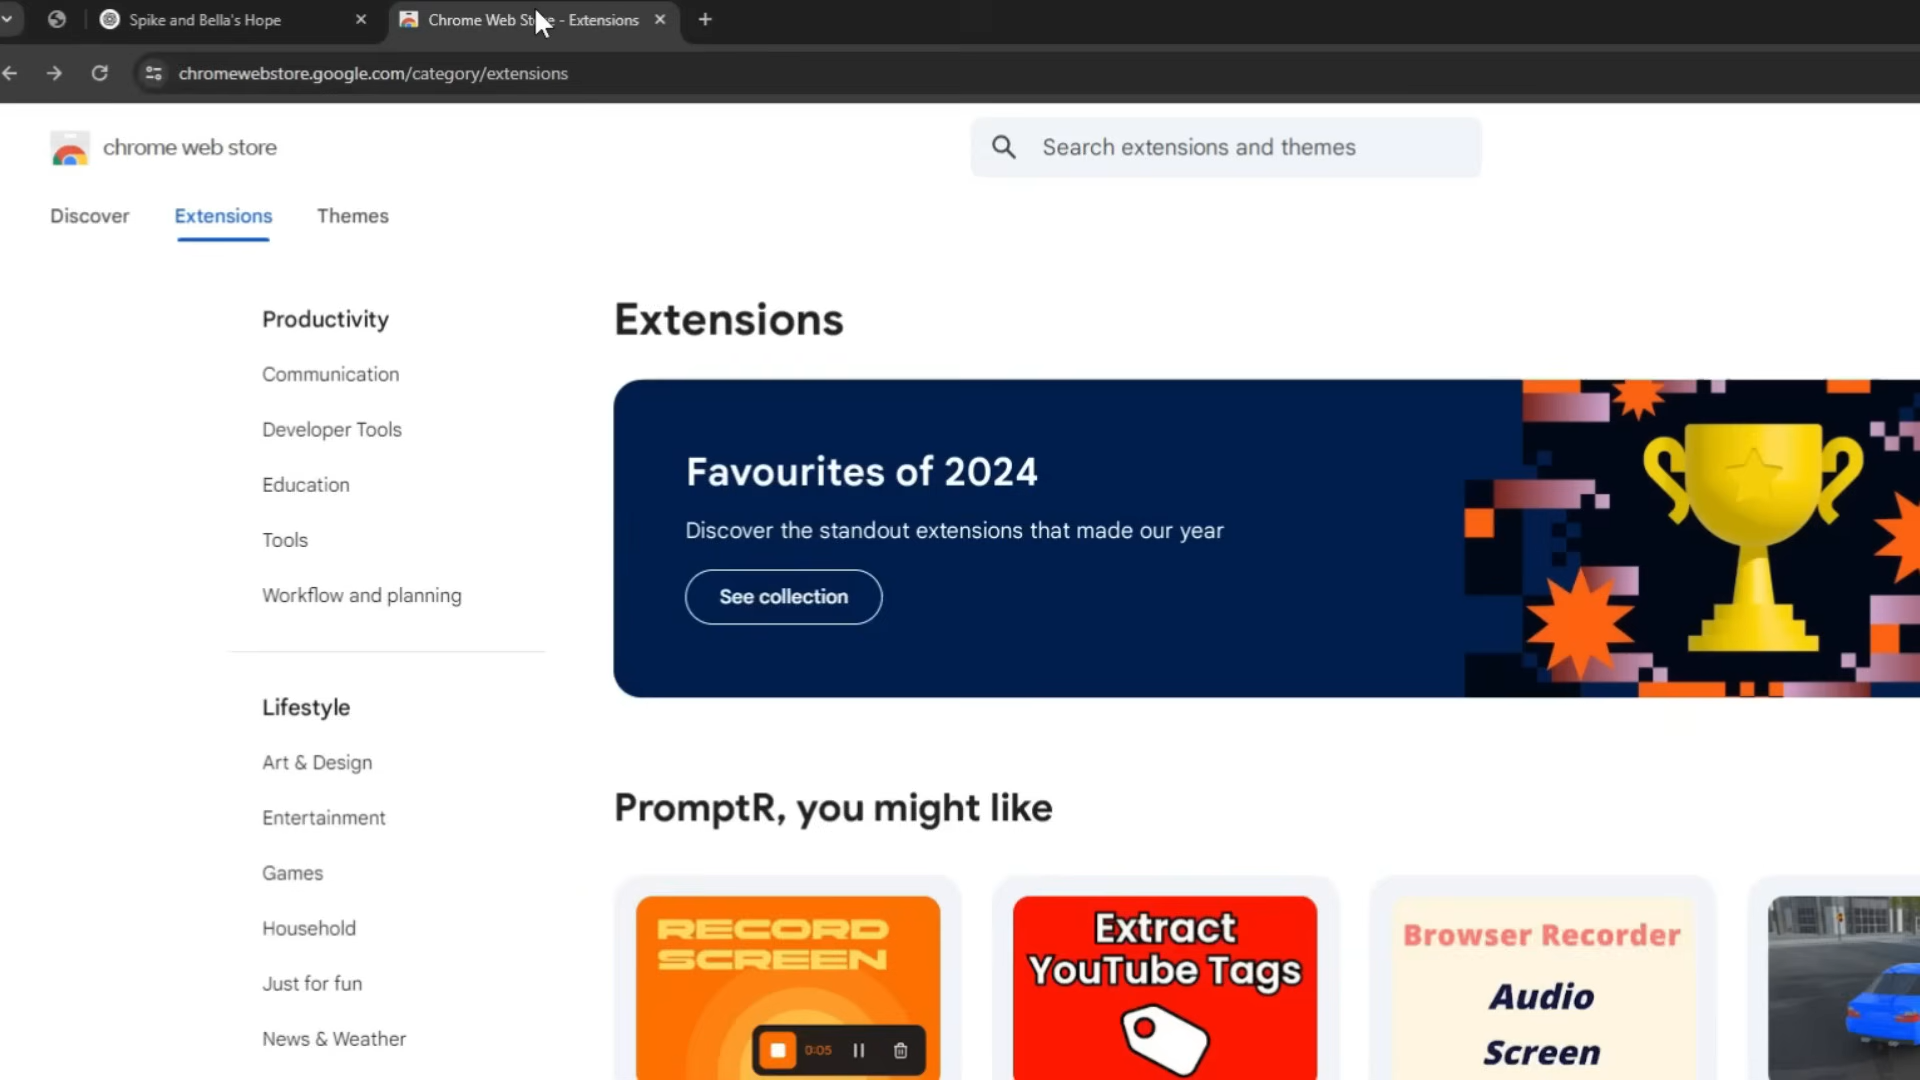 Spike and Bella's Hope
Chrome Web Sto e - Extensions
chromewebstore.google.com/category/extensions
chrome web store
Search extensions and themes
Discover
Extensions
Themes
Productivity
Communication
Developer Tools
Education
Tools
Workflow and planning
Lifestyle
Art & Design
Entertainment
Games
Household
Just for fun
News & Weather
Extensions
Favourites of 2024
Discover the standout extensions that made our year
See collection
PromptR, you might like
RECORD
SCREEN
0:05
Extract
YouTube Tags
Browser Recorder
Audio
Screen